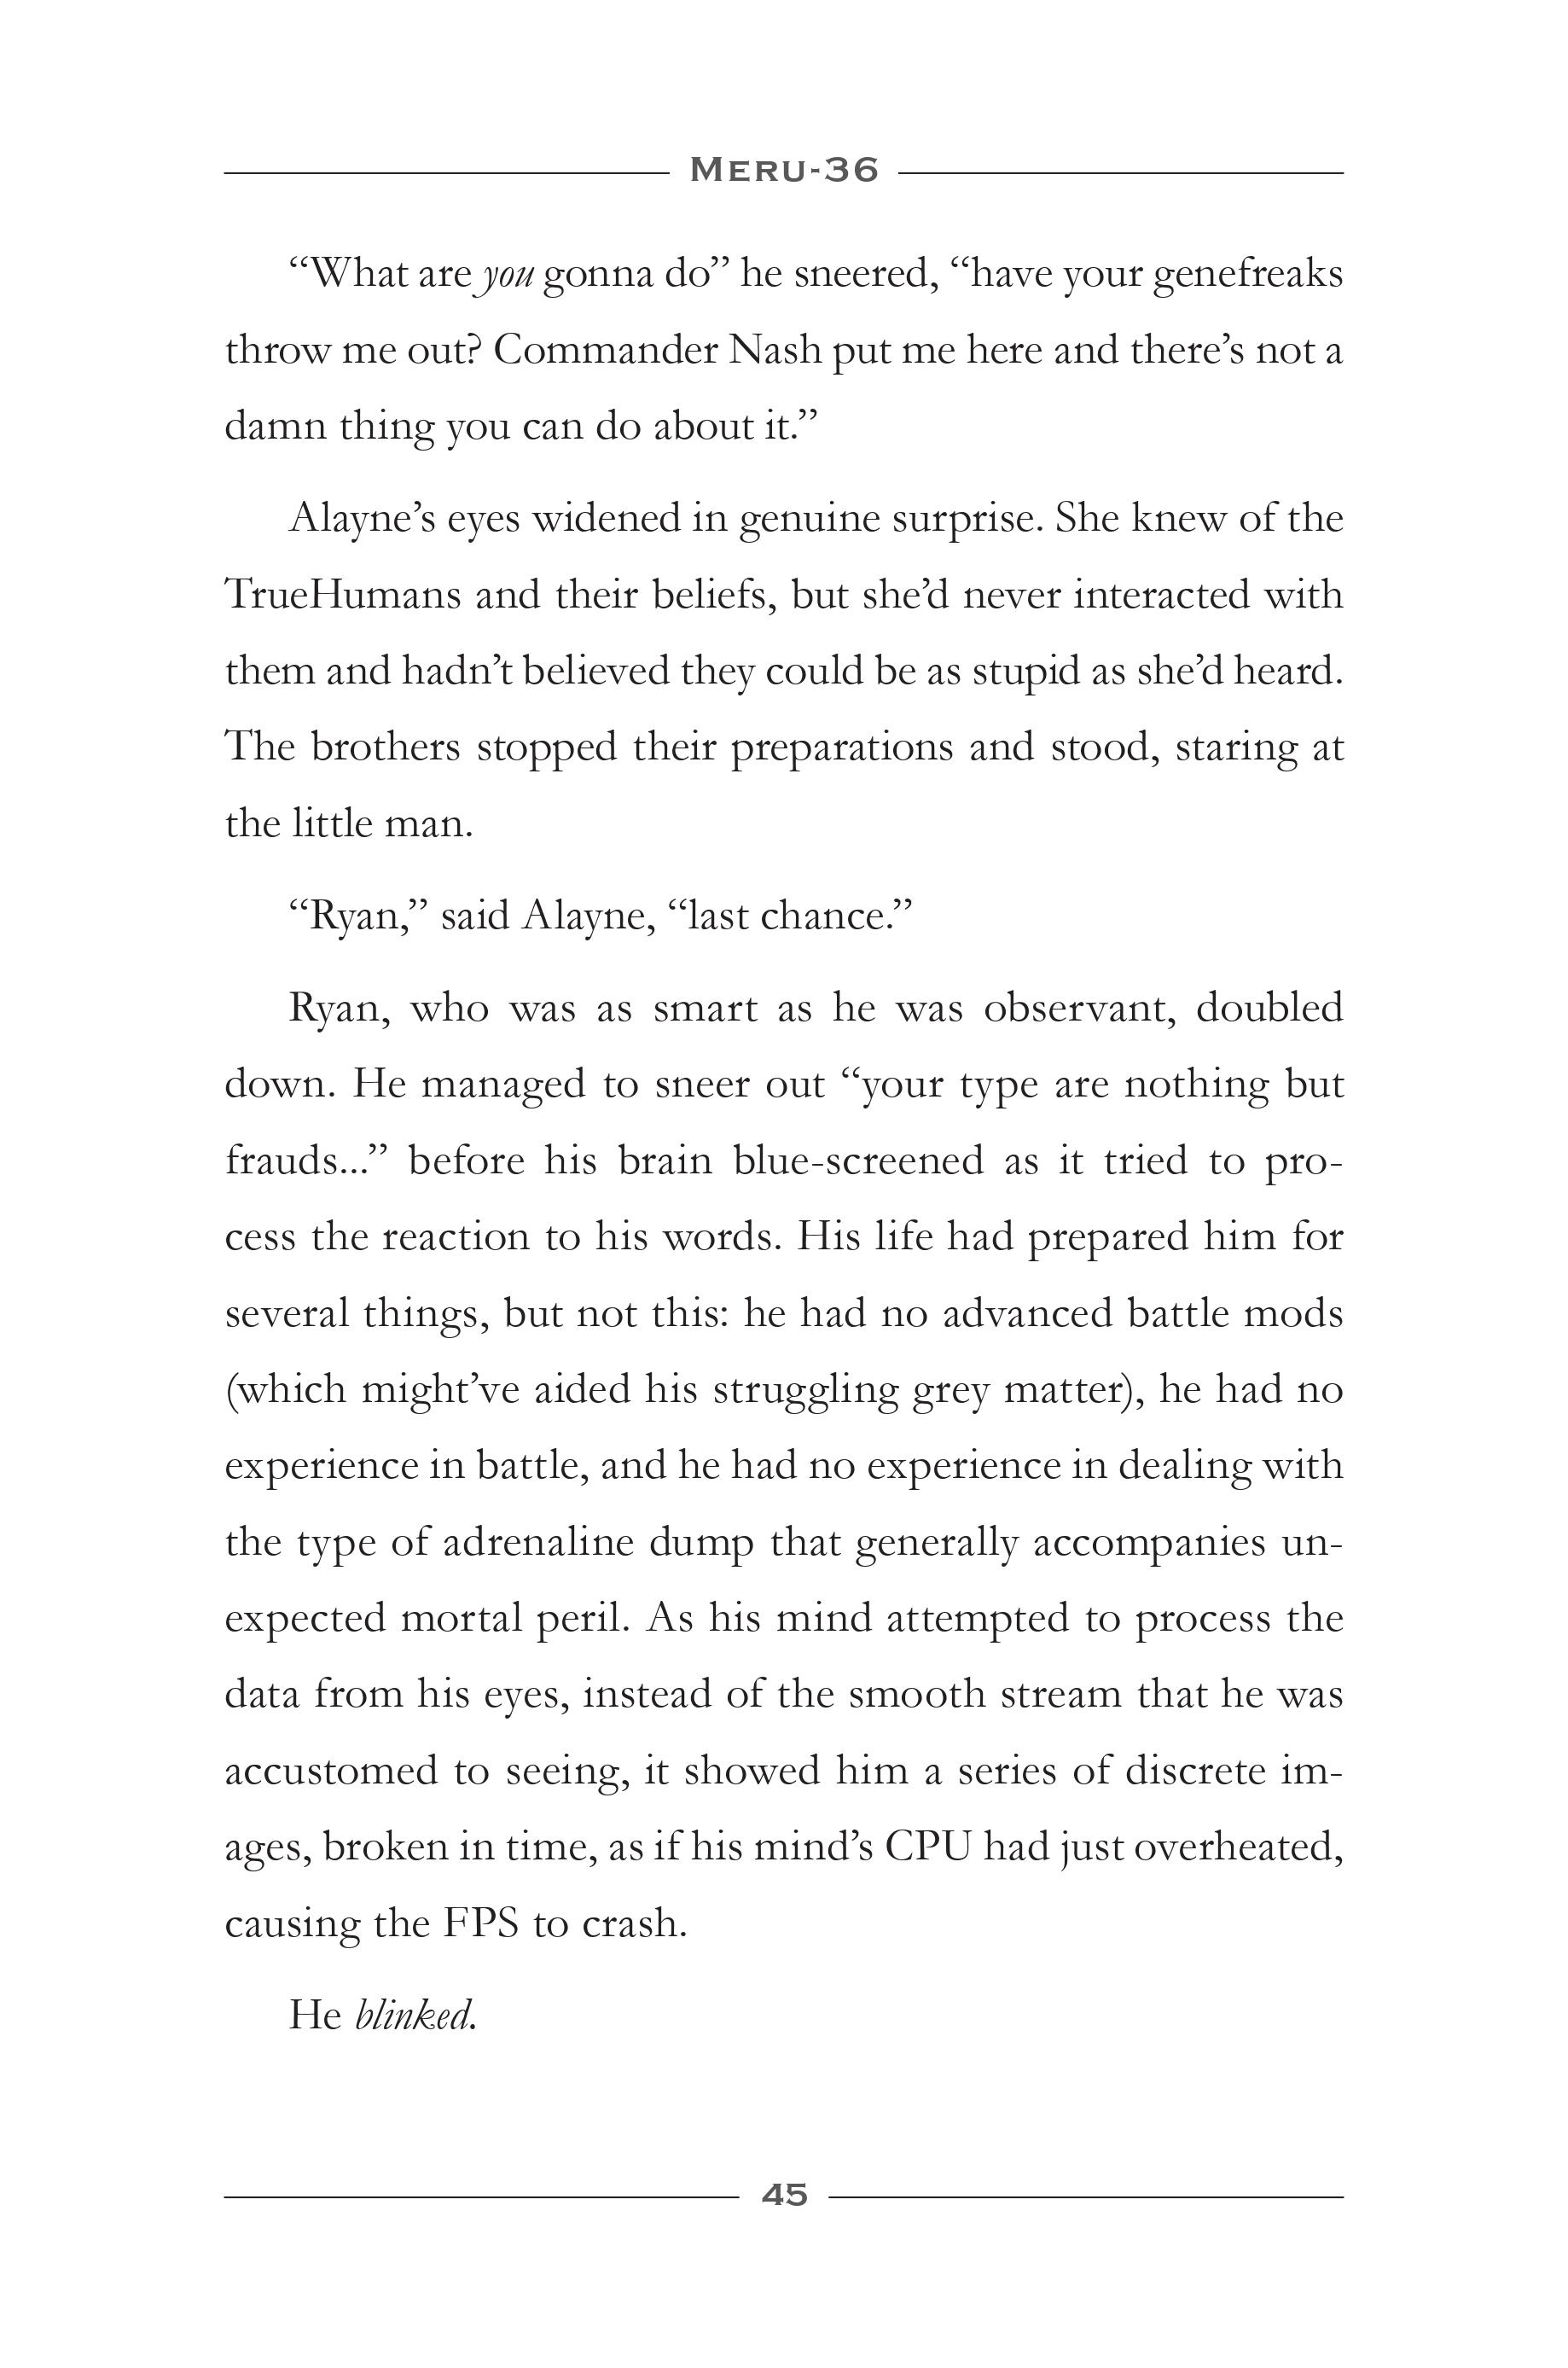 MERU-36
“What are you gonna do” he sneered, “have your genefreaks
throw me out? Commander Nash put me here and there’s not a
damn thing you can do about it.”
Alayne’s eyes widened in genuine surprise. She knew of the
TrueHumans and their beliefs, but she’d never interacted with
them and hadn’t believed they could be as stupid as she’d heard.
The brothers stopped their preparations and stood, staring at
the little man.
“Ryan,” said Alayne, “last chance.”
Ryan, who was as smart as he was observant, doubled
down. He managed to sneer out “your type are nothing but
frauds...” before his brain blue-screened as it tried to pro-
cess the reaction to his words. His life had prepared him for
several things, but not this: he had no advanced battle mods
(which might’ve aided his struggling grey matter), he had no
experience in battle, and he had no experience in dealing with
the type of adrenaline dump that generally accompanies un-
expected mortal peril. As his mind attempted to process the
data from his eyes, instead of the smooth stream that he was
accustomed to seeing, it showed him a series of discrete im-
ages, broken in time, as if his mind’s CPU had just overheated,
causing the FPS to crash.
He blinked.
45